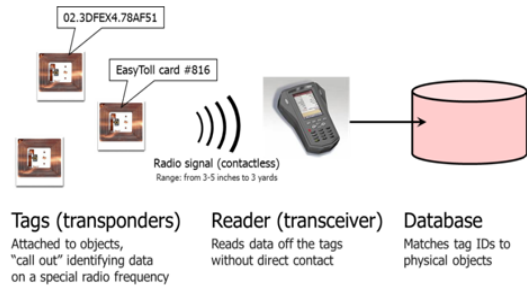 02.3DFEX4.78AF51
EasyToll card #816
Radio signal (contactless)
Range: from 3-5 inches to 3 yards
Tags (transponders)
Attached to objects,
"call out" identifying data
on a special radio frequency
Reader (transceiver)
Reads data off the tags
without direct contact
Database
Matches tag IDs to
physical objects